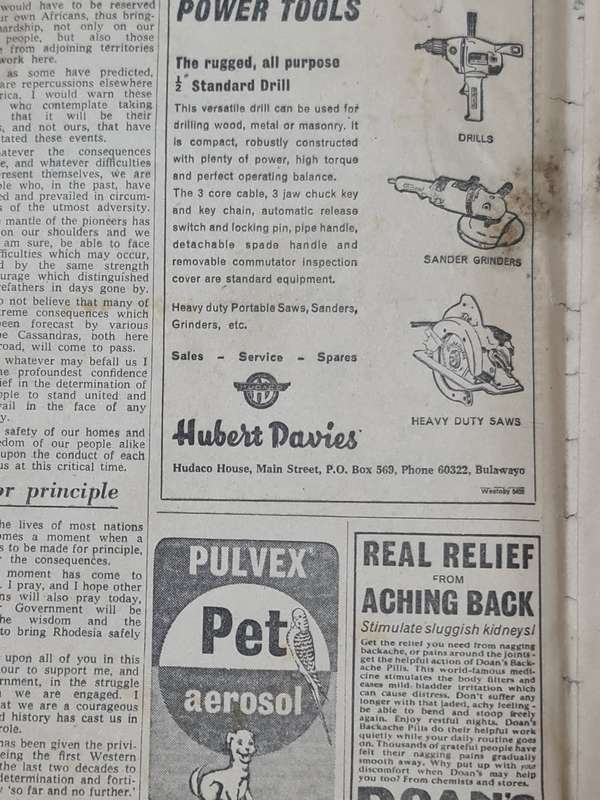 would have to be reserved
our own Africans, thus bring-
hardship, not only on our
people, but also those
from adjoining territories
work here.
as some have predicted,
are repercussions elsewhere
rica, I would warn these
who contemplate taking
that it will be their
s, and not ours, that have
tated these events.
atever the consequences
e, and whatever difficulties
resent themselves, we are
ple who, in the past, have
ed and prevailed in circum-
s of the utmost adversity.
mantle of the pioneers has
on our shoulders and we
am sure, be able to face
fficulties which may occur,
d by the same strength
ourage which distinguished
refathers in days gone by.
o not believe that many of
treme consequences which
been forecast by various
be Cassandras, both here
road, will come to pass.
whatever may befall us I
he profoundest confidence
ief in the determination of
ople to stand united and
vail in the face of any
y.
safety of our homes and
edom of our people alike
upon the conduct of each
us at this critical time.
or principle
he lives of most nations
omes a moment when a
s to be made for principle,
r the consequences.
moment has come to
. I pray, and I hope other
ns will also pray today,
r Government will be
he wisdom and the
to bring Rhodesia safely
upon all of you in this
our to support me, and
rnment, in the struggle
h we are engaged. I
at we are a courageous
d history has cast us in
role.
has been given the privi-
eing the first Western
the last two decades to
determination and forti-
'so far and no further.'
POWER TOOLS
The rugged, all purpose
½" Standard Drill
This versatile drill can be used for
drilling wood, metal or masonry. It
is compact, robustly constructed
with plenty of power, high torque
and perfect operating balance.
The 3 core cable, 3 jaw chuck key
and key chain, automatic release
switch and locking pin, pipe handle,
detachable spade handle and
removable commutator inspection
cover are standard equipment.
Heavy duty Portable Saws, Sanders,
Grinders, etc.
Sales – Service – Spares
HUDACO
Hubert Davies
Hudaco House, Main Street, P.O. Box 569, Phone 60322, Bulawayo
DRILLS
SANDER GRINDERS
HEAVY DUTY SAWS
PULVEX
Pet
aerosol
REAL RELIEF
FROM
ACHING BACK
Stimulate sluggish kidneys!
Get the relief you need from nagging
backache, or pains around the joints -
get the helpful action of Doan's Back-
ache Pills. This world-famous medi-
cine stimulates the body filters and
eases mild bladder irritation which
can cause distress. Don't suffer any
longer with that jaded, achy feeling -
be able to bend and stoop freely
again. Enjoy restful nights. Doan's
Backache Pills do their helpful work
quietly while your daily routine goes
on. Thousands of grateful people have
felt their nagging pains gradually
smooth away. Why put up with your
discomfort when Doan's may help
you too? From chemists and stores.
DOAN'S